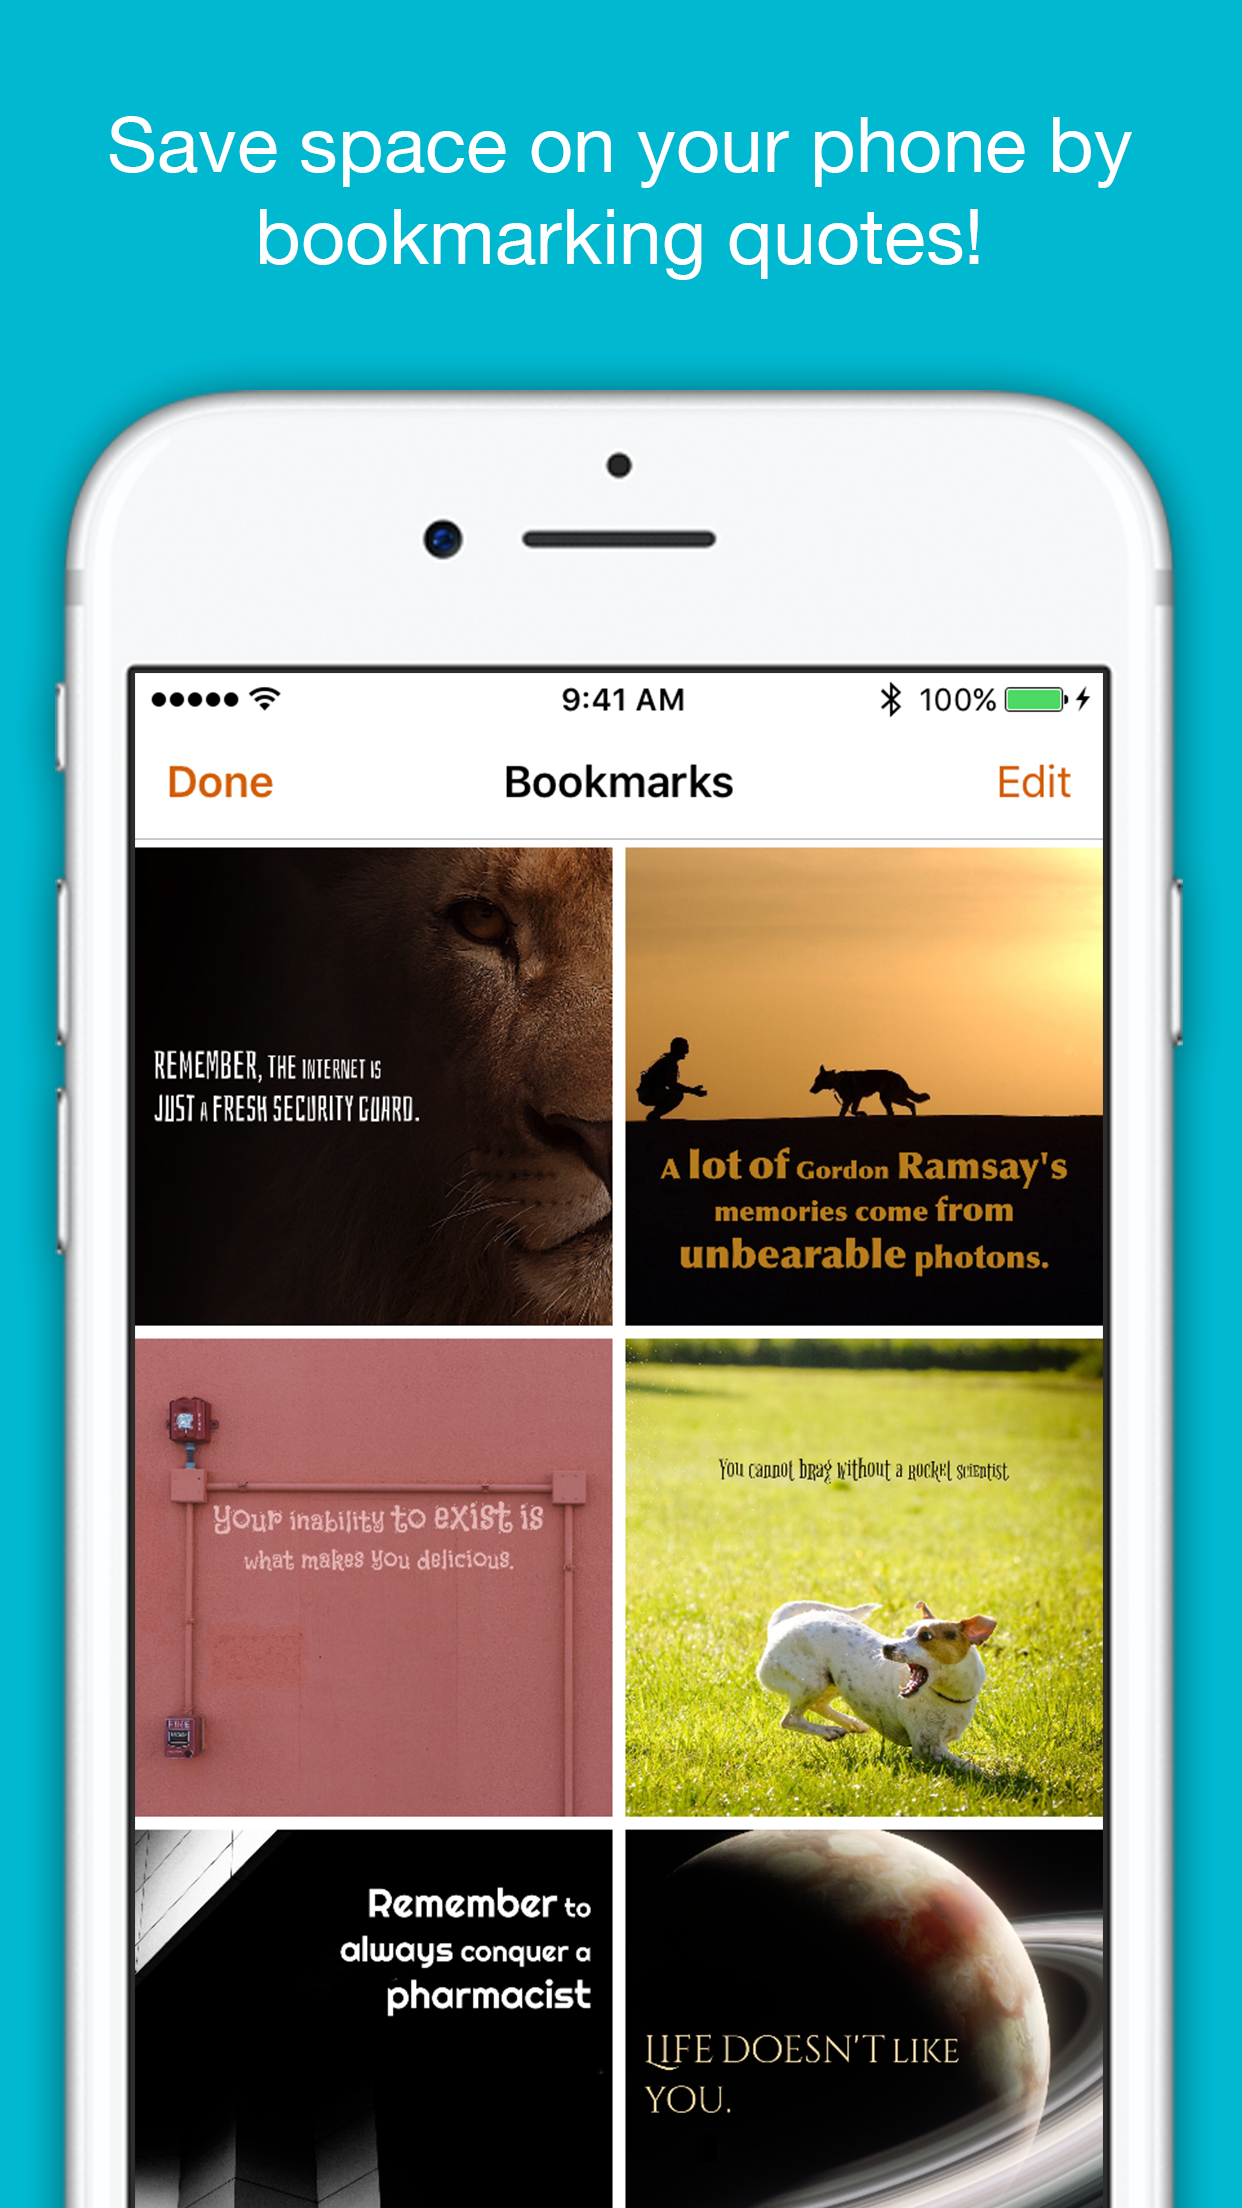 Save space on your phone by
bookmarking quotes!
9:41 AM
100%
Done
Bookmarks
Edit
REMEMBER, THE INTERNET IS
JUST A FRESH SECURITY GUARD.
A lot of Gordon Ramsay's
memories come from
unbearable photons.
Your inability to exist is
what makes you delicious.
FIRE
You cannot brag without a rocket scientist
Remember to
always conquer a
pharmacist
LIFE DOESN'T LIKE
YOU.